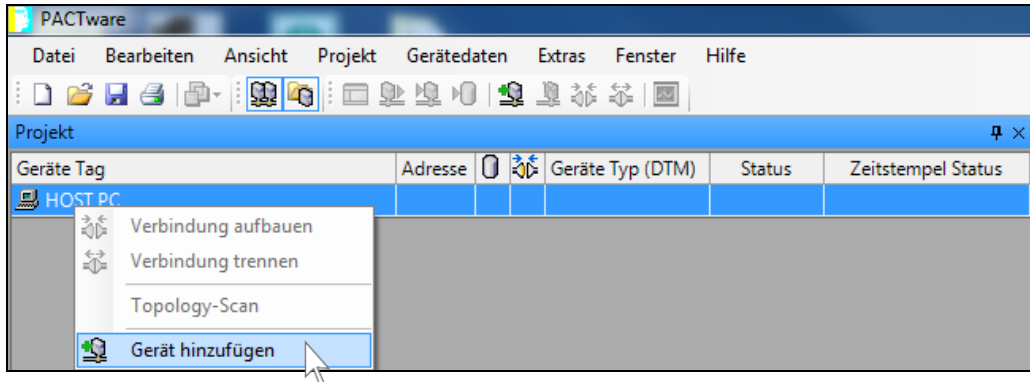 PACTware
Datei Bearbeiten Ansicht Projekt Gerätedaten Extras Fenster Hilfe
Projekt
Geräte Tag Adresse Geräte Typ (DTM) Status Zeitstempel Status
HOST PC
Verbindung aufbauen
Verbindung trennen
Topology-Scan
Gerät hinzufügen